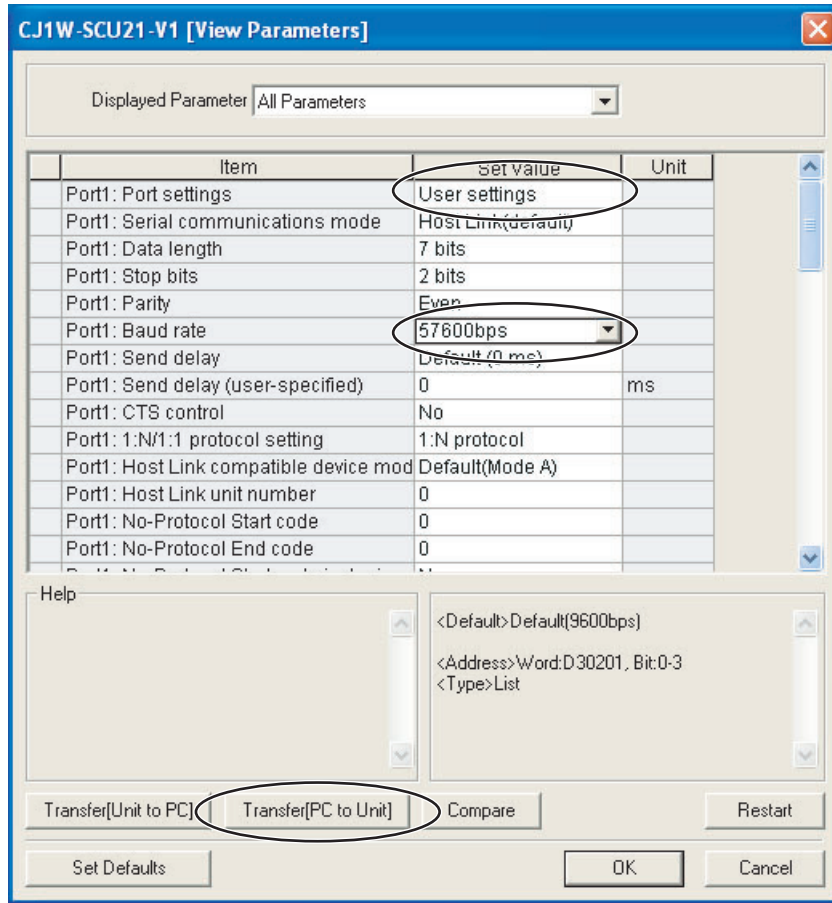 CJ1W-SCU21-V1 [View Parameters]
Displayed Parameter All Parameters
Item Set Value Unit
Port1: Port settings User settings
Port1: Serial communications mode Host Link(default)
Port1: Data length 7 bits
Port1: Stop bits 2 bits
Port1: Parity Even
Port1: Baud rate 57600bps
Port1: Send delay Default (0 ms)
Port1: Send delay (user-specified) 0 ms
Port1: CTS control No
Port1: 1:N/1:1 protocol setting 1:N protocol
Port1: Host Link compatible device mod Default(Mode A)
Port1: Host Link unit number 0
Port1: No-Protocol Start code 0
Port1: No-Protocol End code 0
Help
<Default>Default(9600bps)
<Address>Word:D30201, Bit:0-3
<Type>List
Transfer[Unit to PC] Transfer[PC to Unit] Compare Restart
Set Defaults OK Cancel